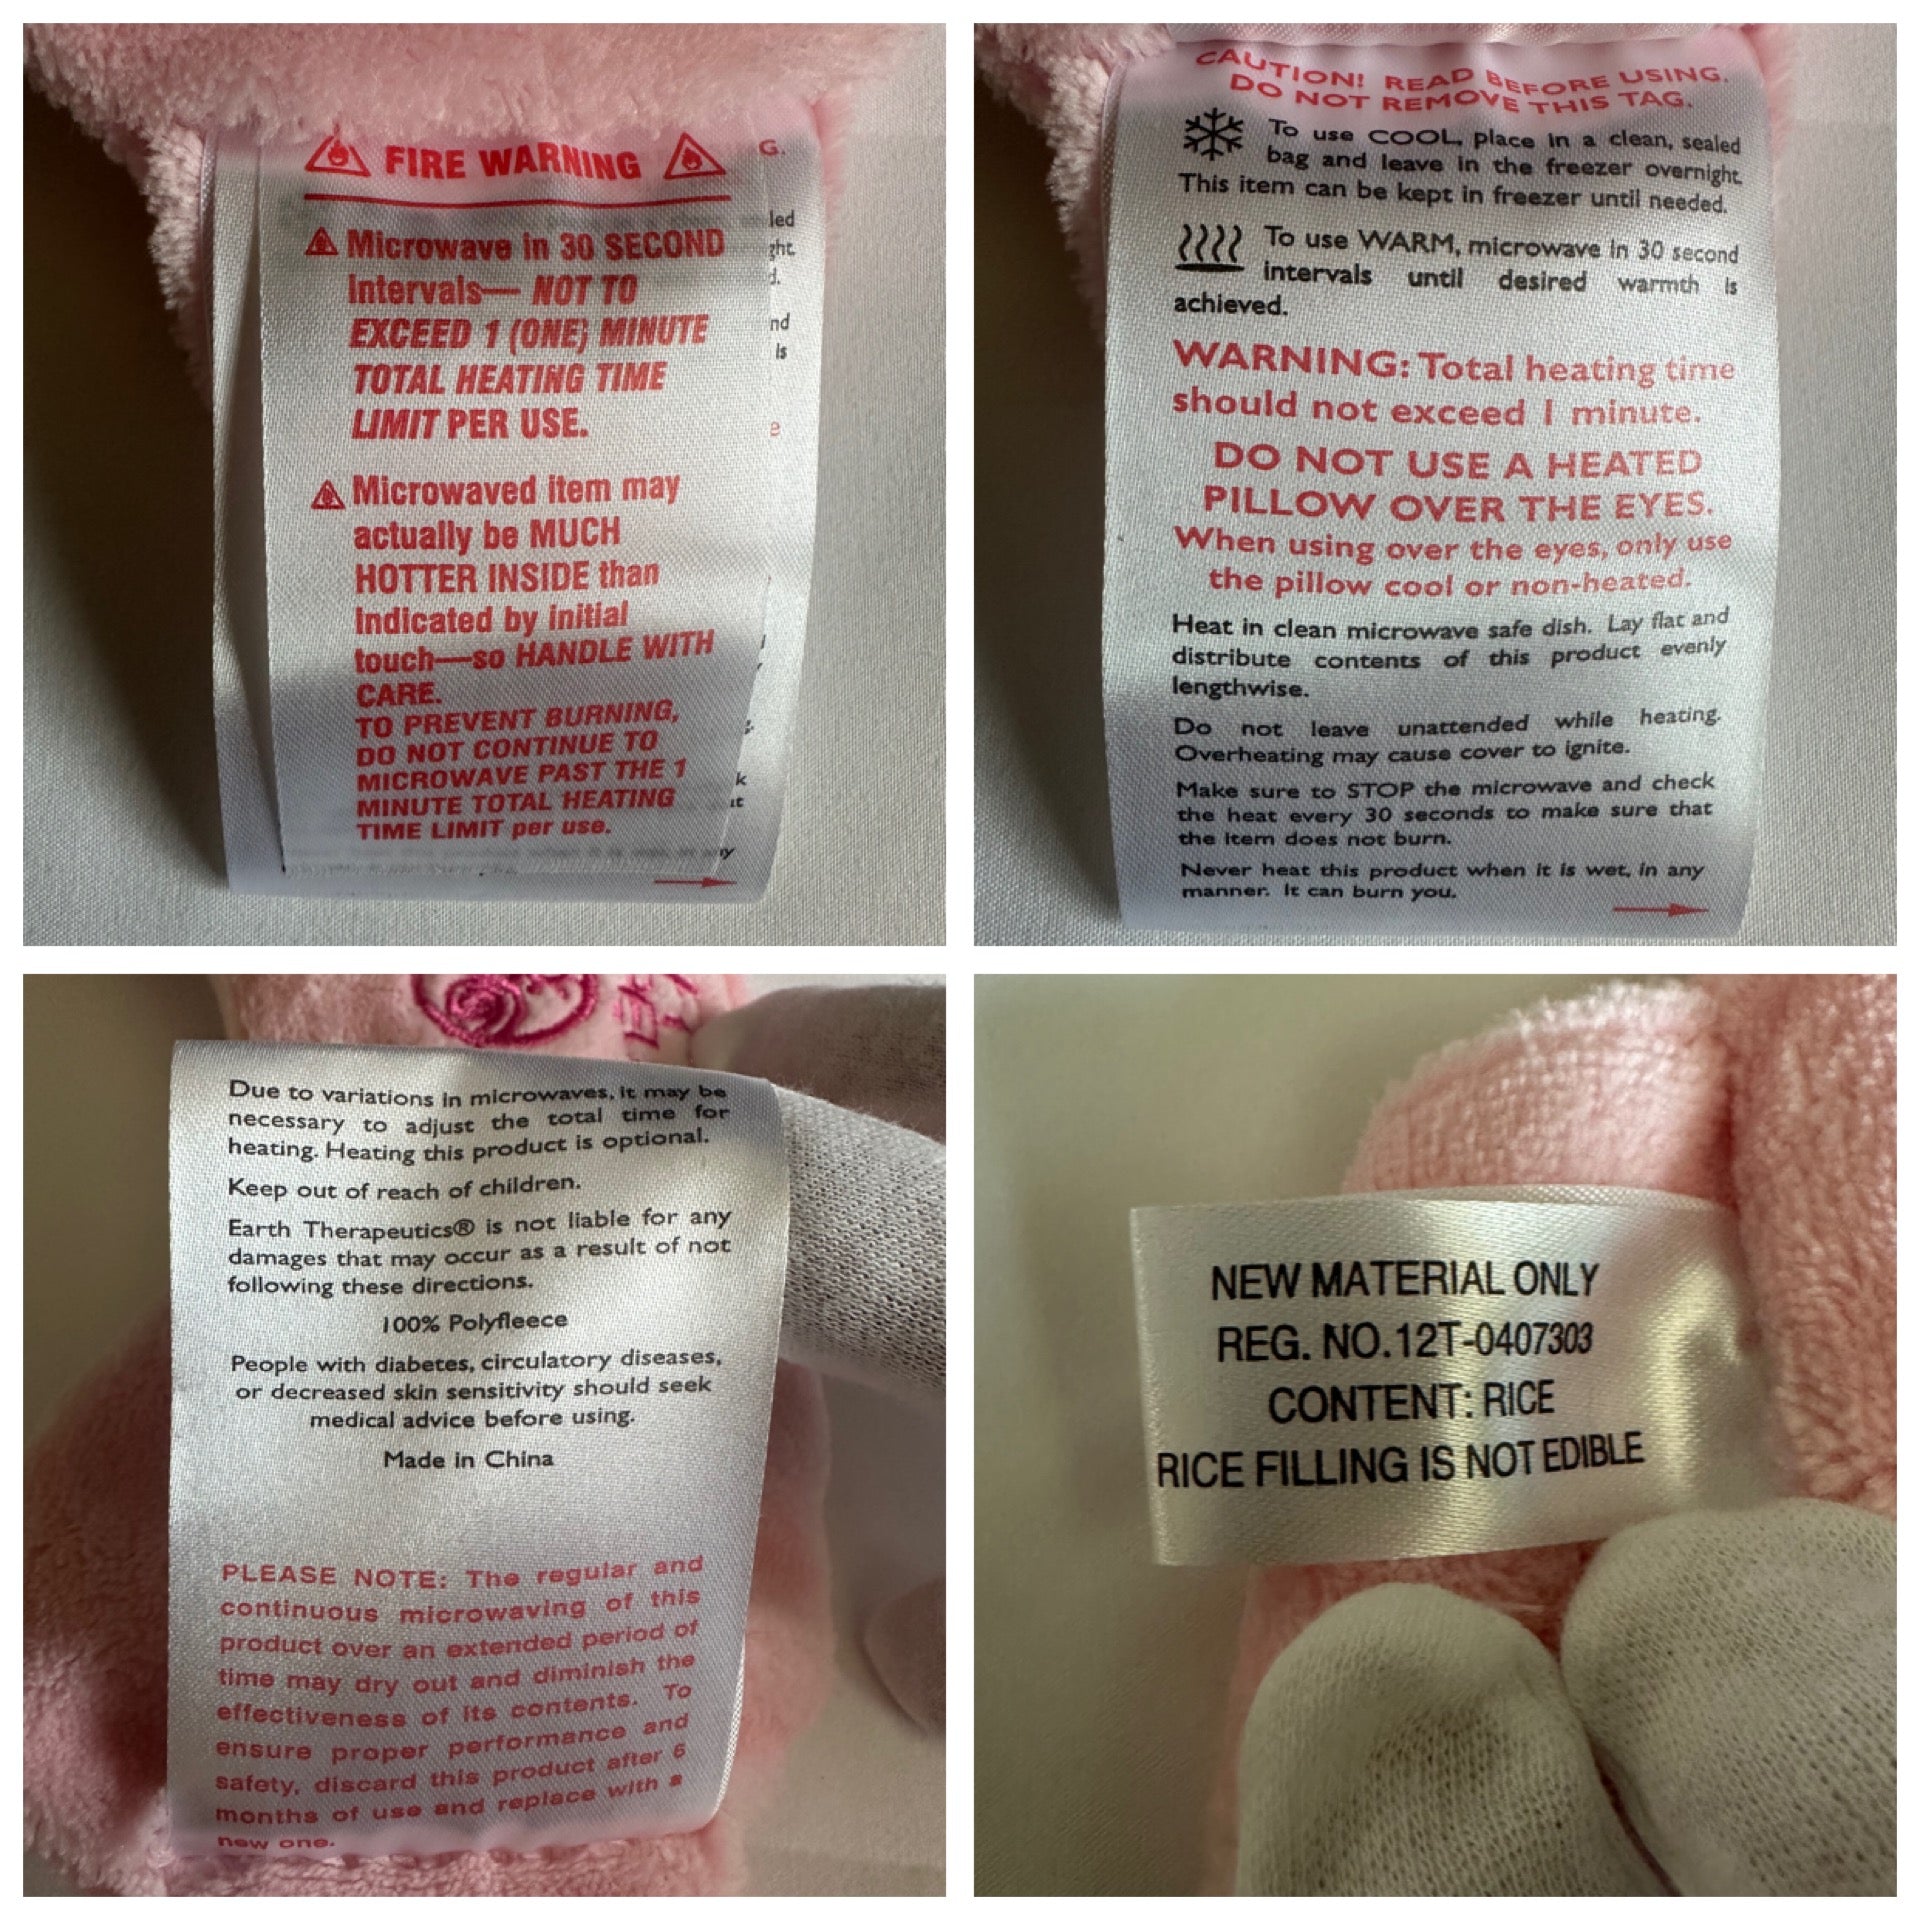 FIRE WARNING
Microwave in 30 SECOND
intervals— NOT TO
EXCEED 1 (ONE) MINUTE
TOTAL HEATING TIME
LIMIT PER USE.
Microwaved item may
actually be MUCH
HOTTER INSIDE than
indicated by initial
touch—so HANDLE WITH
CARE.
TO PREVENT BURNING,
DO NOT CONTINUE TO
MICROWAVE PAST THE 1
MINUTE TOTAL HEATING
TIME LIMIT per use.
CAUTION! READ BEFORE USING.
DO NOT REMOVE THIS TAG.
To use COOL, place in a clean, sealed
bag and leave in the freezer overnight.
This item can be kept in freezer until needed.
To use WARM, microwave in 30 second
intervals until desired warmth is
achieved.
WARNING: Total heating time
should not exceed 1 minute.
DO NOT USE A HEATED
PILLOW OVER THE EYES.
When using over the eyes, only use
the pillow cool or non-heated.
Heat in clean microwave safe dish. Lay flat and
distribute contents of this product evenly
lengthwise.
Do not leave unattended while heating.
Overheating may cause cover to ignite.
Make sure to STOP the microwave and check
the heat every 30 seconds to make sure that
the item does not burn.
Never heat this product when it is wet, in any
manner. It can burn you.
Due to variations in microwaves, it may be
necessary to adjust the total time for
heating. Heating this product is optional.
Keep out of reach of children.
Earth Therapeutics® is not liable for any
damages that may occur as a result of not
following these directions.
100% Polyfleece
People with diabetes, circulatory diseases,
or decreased skin sensitivity should seek
medical advice before using.
Made in China
PLEASE NOTE: The regular and
continuous microwaving of this
product over an extended period of
time may dry out and diminish the
effectiveness of its contents. To
ensure proper performance and
safety, discard this product after 6
months of use and replace with a
new one.
NEW MATERIAL ONLY
REG. NO.12T-0407303
CONTENT: RICE
RICE FILLING IS NOT EDIBLE